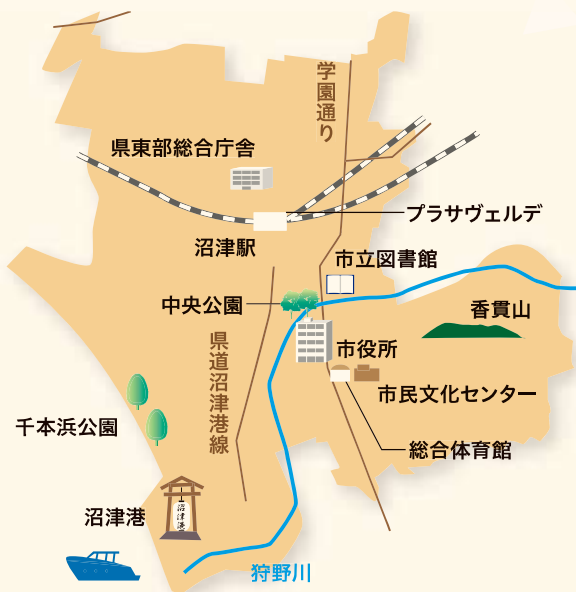 学園通り
県東部総合庁舎
プラサヴェルデ
沼津駅
市立図書館
中央公園
香貫山
県道沼津港線
市役所
市民文化センター
千本浜公園
総合体育館
沼津港
沼津港
狩野川